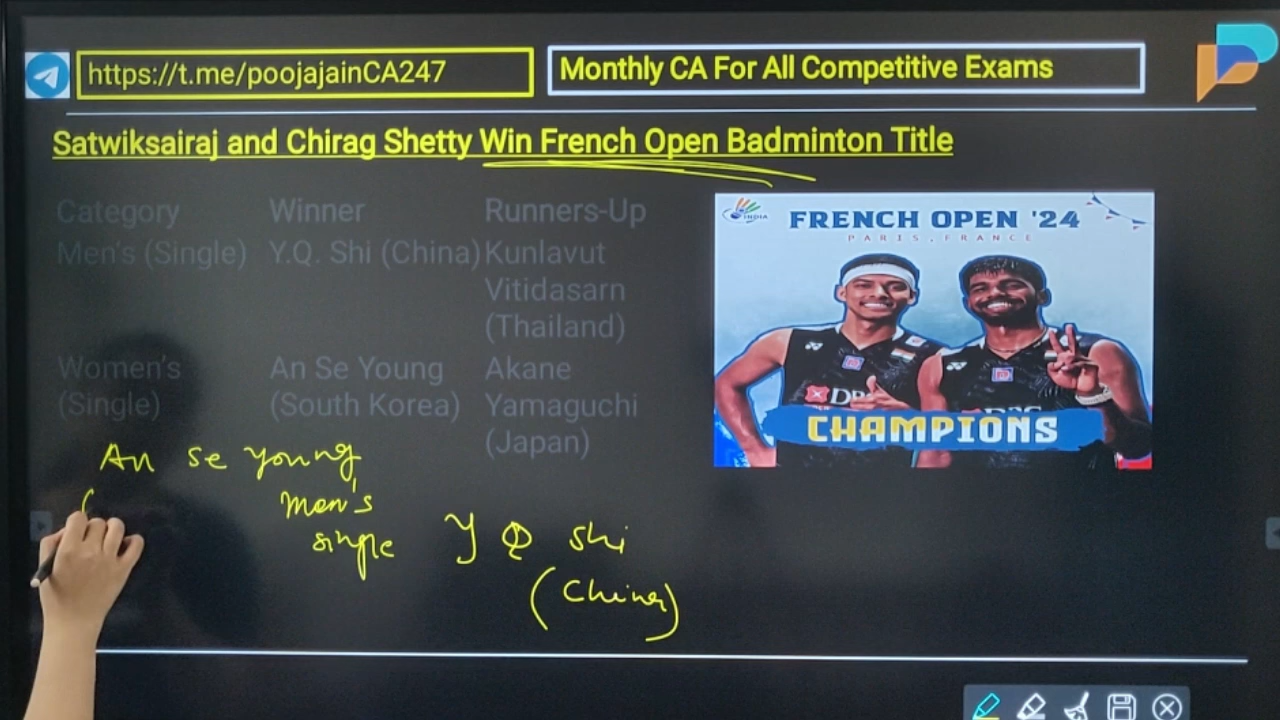 https://t.me/poojajainCA247
Monthly CA For All Competitive Exams
Satwiksairaj and Chirag Shetty Win French Open Badminton Title
Category Winner Runners-Up
Men's (Single) Y.Q. Shi (China) Kunlavut
Vitidasarn
(Thailand)
Women's An Se Young Akane
(Single) (South Korea) Yamaguchi
(Japan)
INDIA
FRENCH OPEN '24
PARIS, FRANCE
CHAMPIONS
An se young
Men's
single
Y Q Shi
(China)